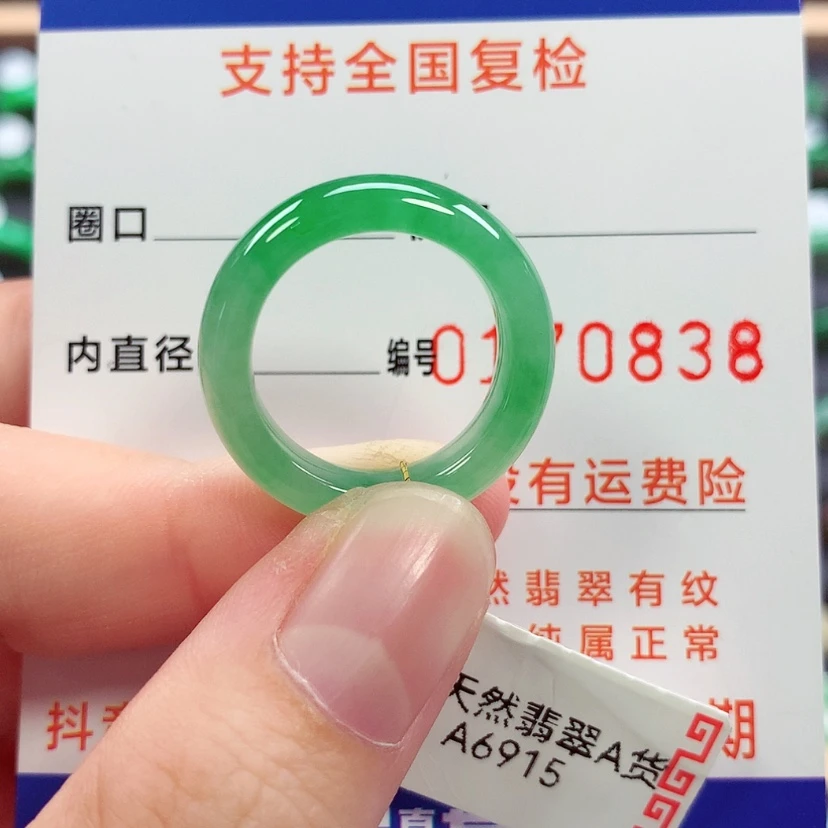 支持全国复检
圈口
内直径
编号 01 70838
有运费险
然翡翠有纹
属正常
抖
期
天然翡翠A货
A6915